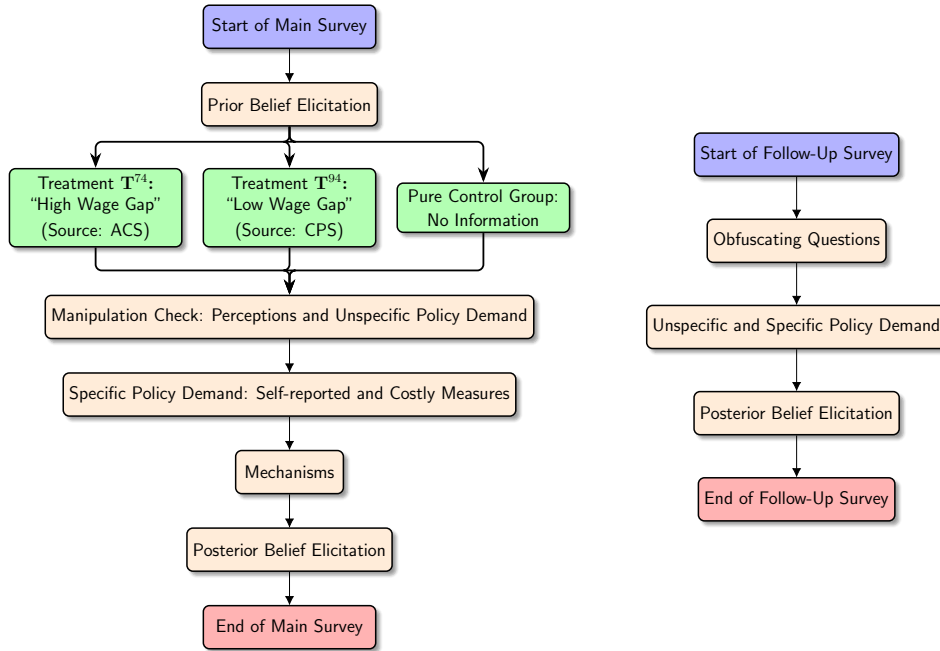 Start of Main Survey
Prior Belief Elicitation
Treatment T⁷⁴:
“High Wage Gap”
(Source: ACS)
Treatment T⁹⁴:
“Low Wage Gap”
(Source: CPS)
Pure Control Group:
No Information
Manipulation Check: Perceptions and Unspecific Policy Demand
Specific Policy Demand: Self-reported and Costly Measures
Mechanisms
Posterior Belief Elicitation
End of Main Survey
Start of Follow-Up Survey
Obfuscating Questions
Unspecific and Specific Policy Demand
Posterior Belief Elicitation
End of Follow-Up Survey